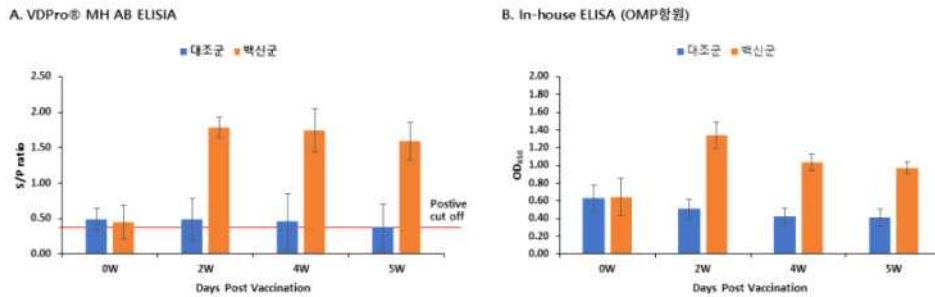 A. VDPro® MH AB ELISIA
대조군 백신군
2.50
2.00
1.50
1.00
0.50
0.00
S/P ratio
Postive
cut off
0W 2W 4W 5W
Days Post Vaccination
B. In-house ELISA (OMP항원)
대조군 백신군
2.00
1.80
1.60
1.40
1.20
1.00
0.80
0.60
0.40
0.20
0.00
0W 2W 4W 5W
Days Post Vaccination